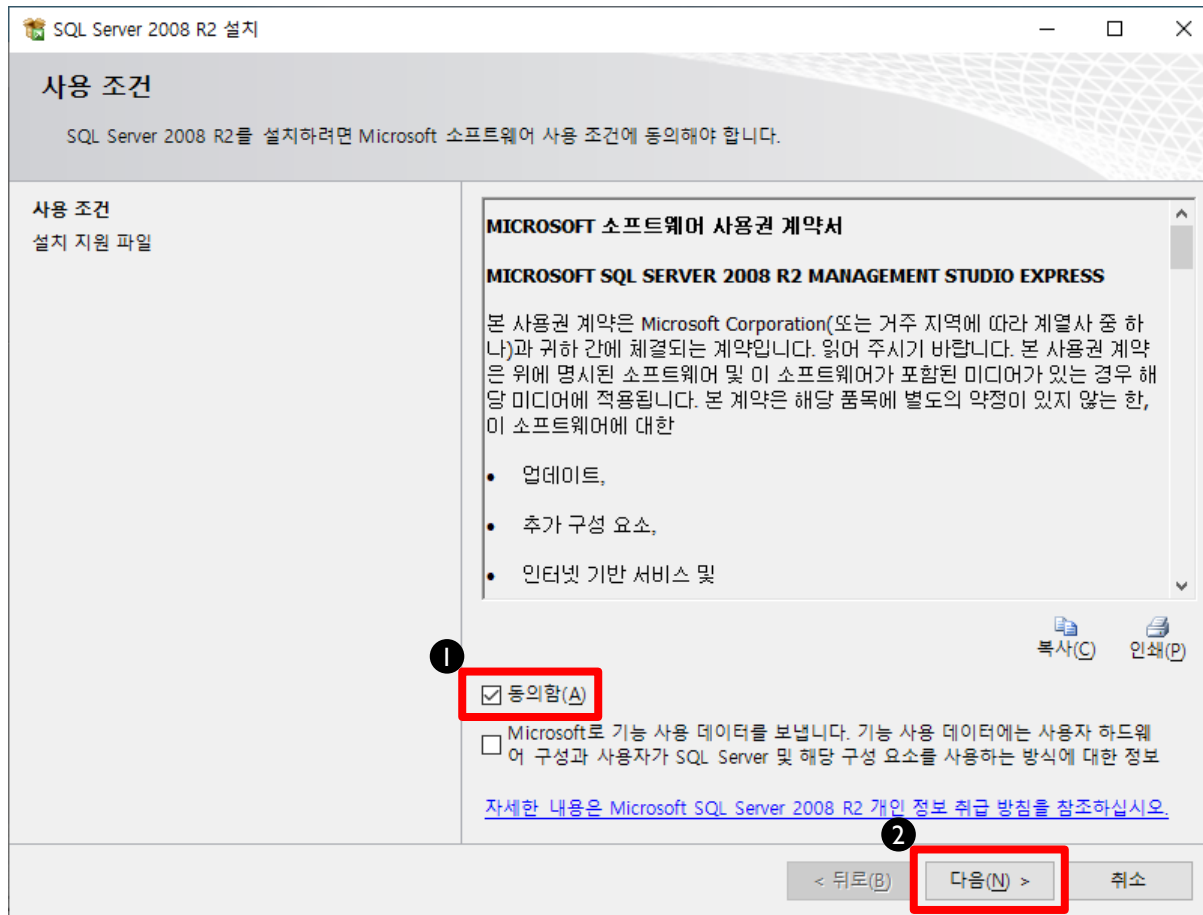 SQL Server 2008 R2 설치
사용 조건
SQL Server 2008 R2를 설치하려면 Microsoft 소프트웨어 사용 조건에 동의해야 합니다.
사용 조건
설치 지원 파일
MICROSOFT 소프트웨어 사용권 계약서
MICROSOFT SQL SERVER 2008 R2 MANAGEMENT STUDIO EXPRESS
본 사용권 계약은 Microsoft Corporation(또는 거주 지역에 따라 계열사 중 하
나)과 귀하 간에 체결되는 계약입니다. 읽어 주시기 바랍니다. 본 사용권 계약
은 위에 명시된 소프트웨어 및 이 소프트웨어가 포함된 미디어가 있는 경우 해
당 미디어에 적용됩니다. 본 계약은 해당 품목에 별도의 약정이 있지 않는 한,
이 소프트웨어에 대한
• 업데이트,
• 추가 구성 요소,
• 인터넷 기반 서비스 및
복사(C) 인쇄(P)
1
동의함(A)
Microsoft로 기능 사용 데이터를 보냅니다. 기능 사용 데이터에는 사용자 하드웨
어 구성과 사용자가 SQL Server 및 해당 구성 요소를 사용하는 방식에 대한 정보
자세한 내용은 Microsoft SQL Server 2008 R2 개인 정보 취급 방침을 참조하십시오.
2
< 뒤로(B) 다음(N) > 취소